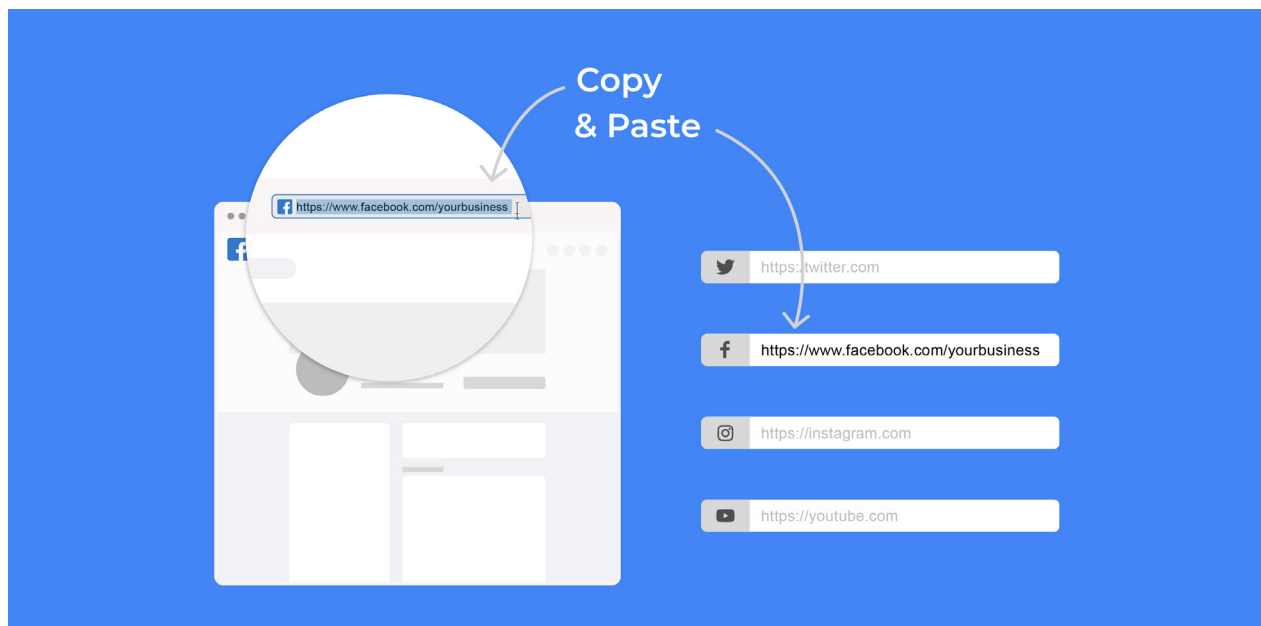 Copy
& Paste
https://www.facebook.com/yourbusiness
https:/twitter.com
https://www.facebook.com/yourbusiness
https://instagram.com
https://youtube.com